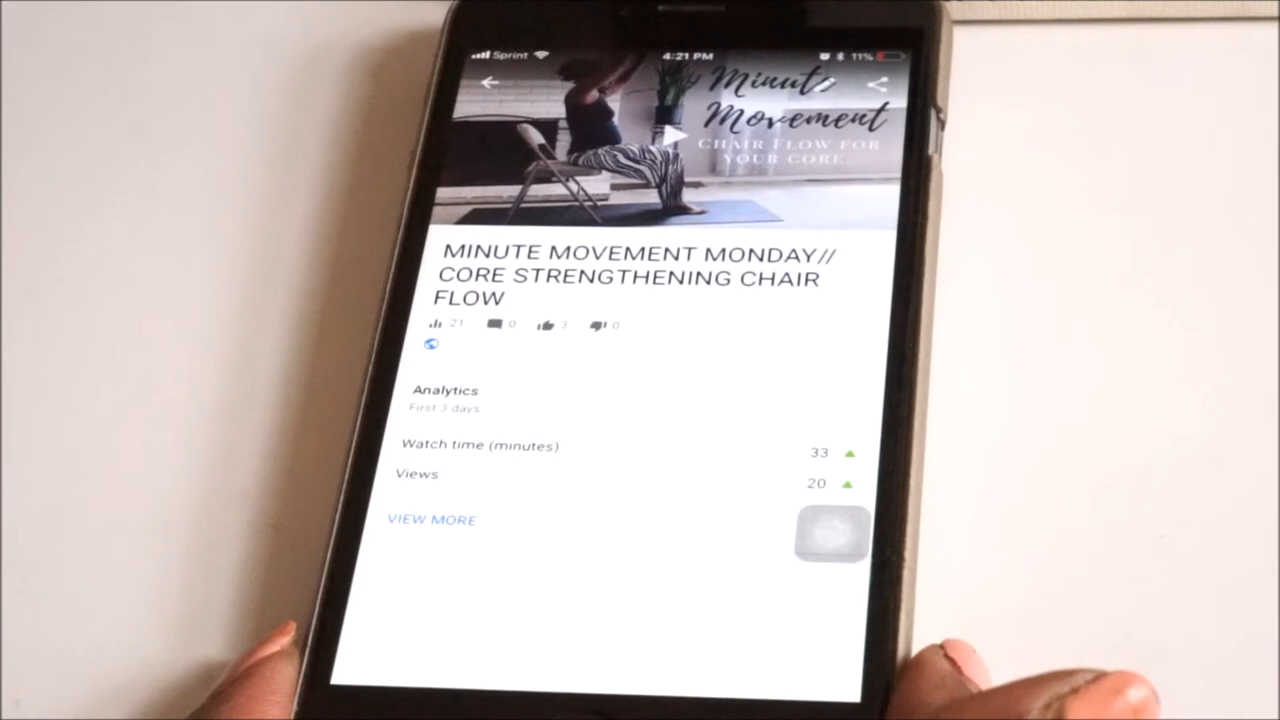 Sprint 4:21 PM 11%
Minute
Movement
CHAIR FLOW FOR
YOUR CORE.
MINUTE MOVEMENT MONDAY//
CORE STRENGTHENING CHAIR
FLOW
21 0 3 0
Analytics
First 3 days
Watch time (minutes) 33
Views 20
VIEW MORE